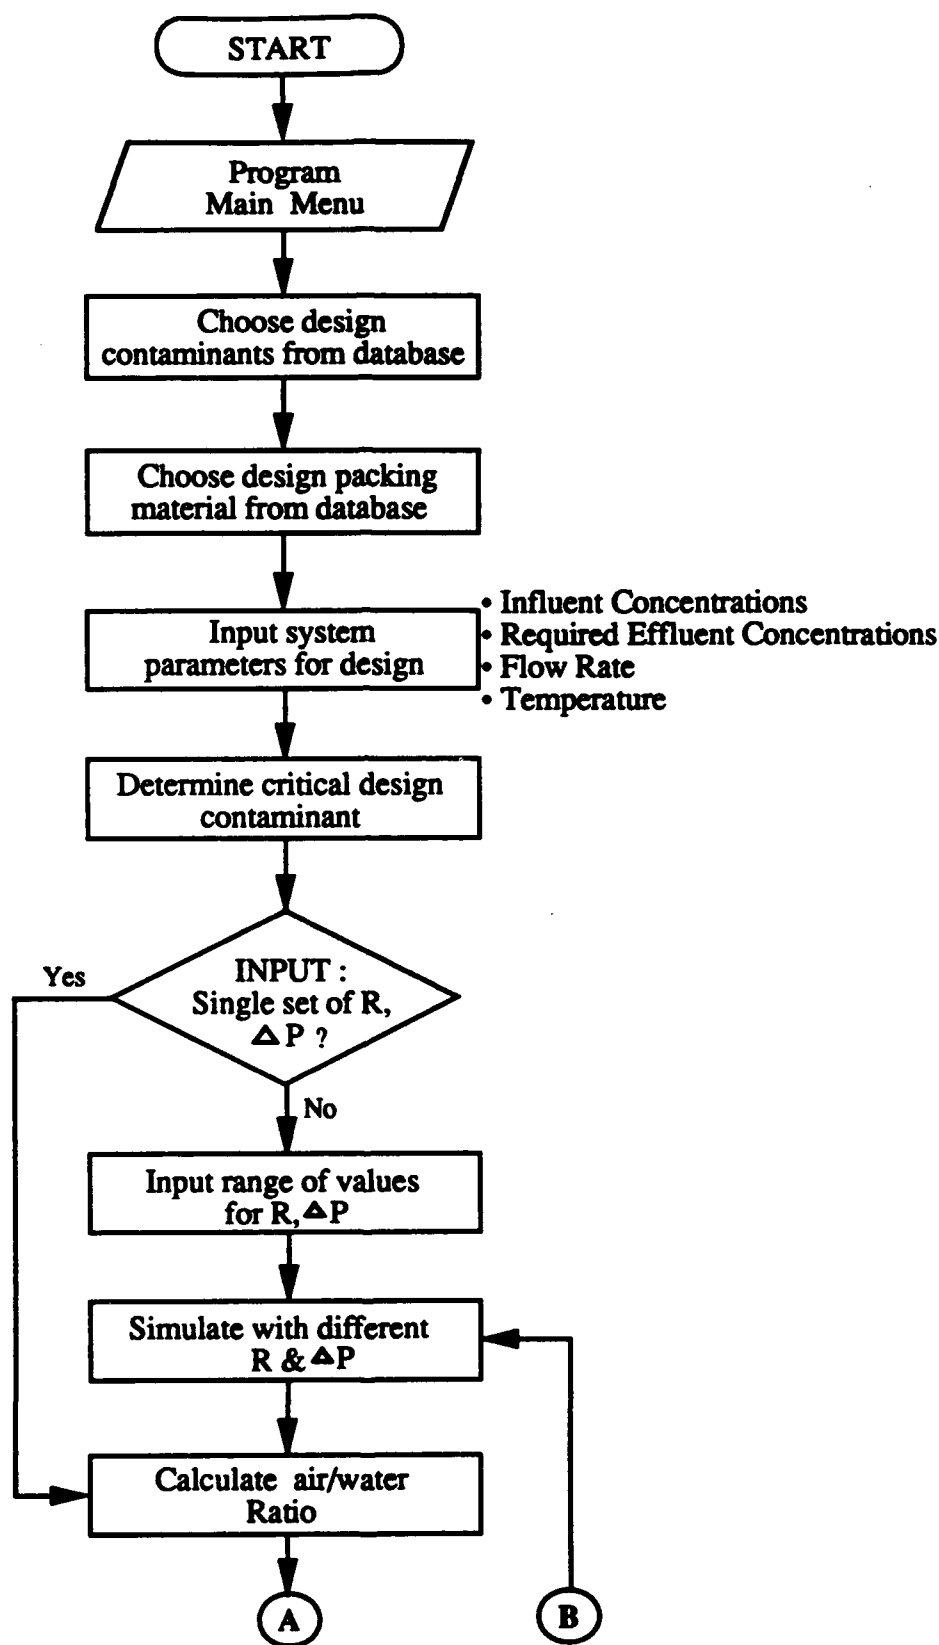 START
Program
Main Menu
Choose design
contaminants from database
Choose design packing
material from database
Input system
parameters for design
• Influent Concentrations
• Required Effluent Concentrations
• Flow Rate
• Temperature
Determine critical design
contaminant
INPUT :
Single set of R,
Δ P ?
Yes
No
Input range of values
for R, Δ P
Simulate with different
R & Δ P
Calculate air/water
Ratio
A
B